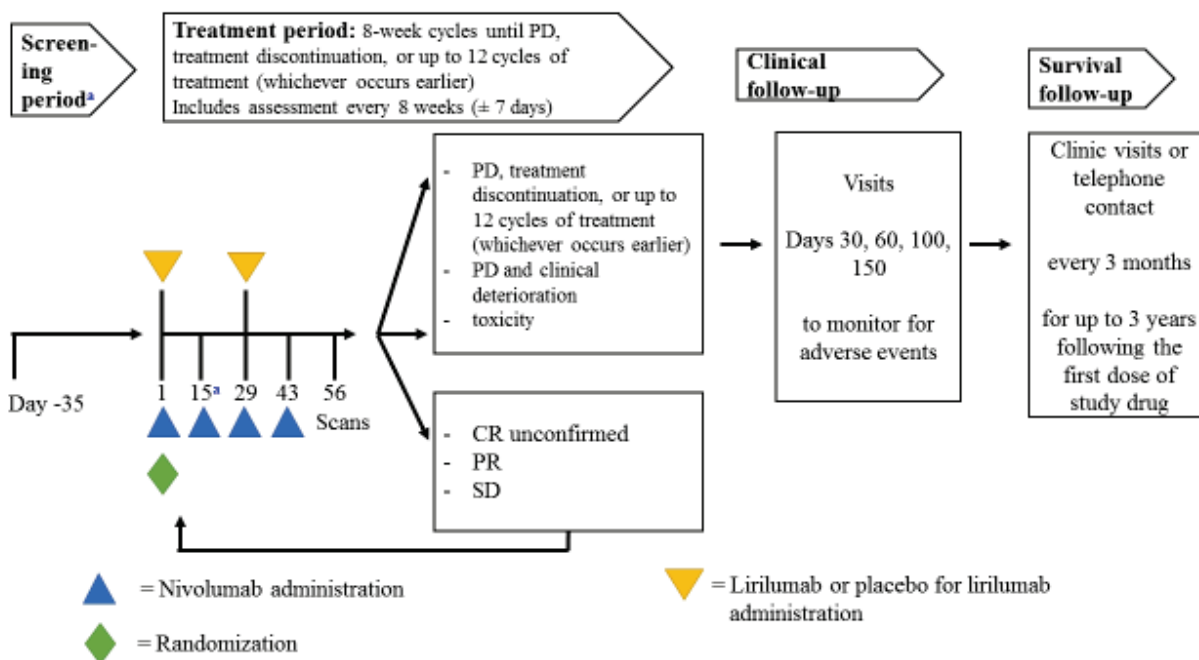 Screen-
ing
periodᵃ
Treatment period: 8-week cycles until PD,
treatment discontinuation, or up to 12 cycles of
treatment (whichever occurs earlier)
Includes assessment every 8 weeks (± 7 days)
Clinical
follow-up
Survival
follow-up
- PD, treatment
discontinuation, or up to
12 cycles of treatment
(whichever occurs earlier)
- PD and clinical
deterioration
- toxicity
Visits
Days 30, 60, 100,
150
to monitor for
adverse events
Clinic visits or
telephone
contact
every 3 months
for up to 3 years
following the
first dose of
study drug
Day -35
1 15ᵃ 29 43 56
Scans
- CR unconfirmed
- PR
- SD
= Nivolumab administration
= Lirilumab or placebo for lirilumab
administration
= Randomization